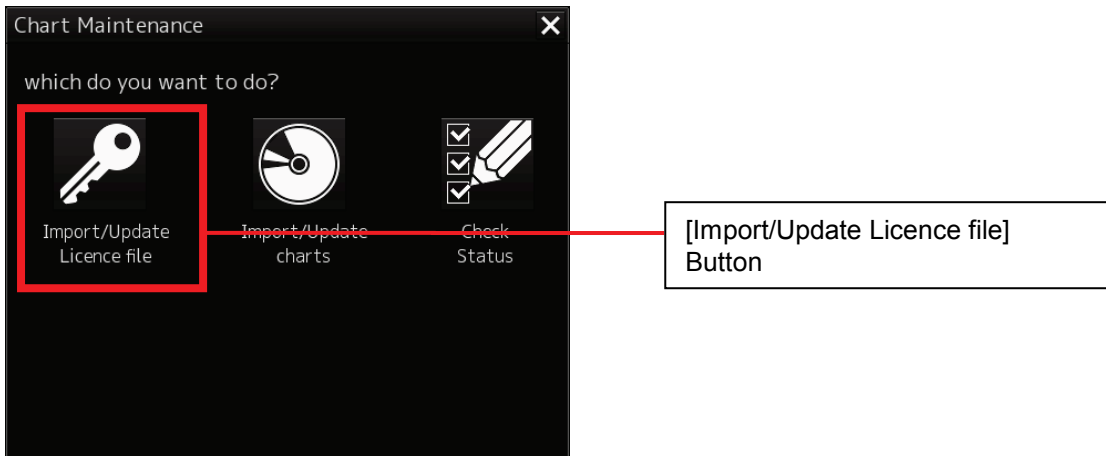 Chart Maintenance
which do you want to do?
Import/Update
Licence file
Import/Update
charts
Check
Status
[Import/Update Licence file]
Button